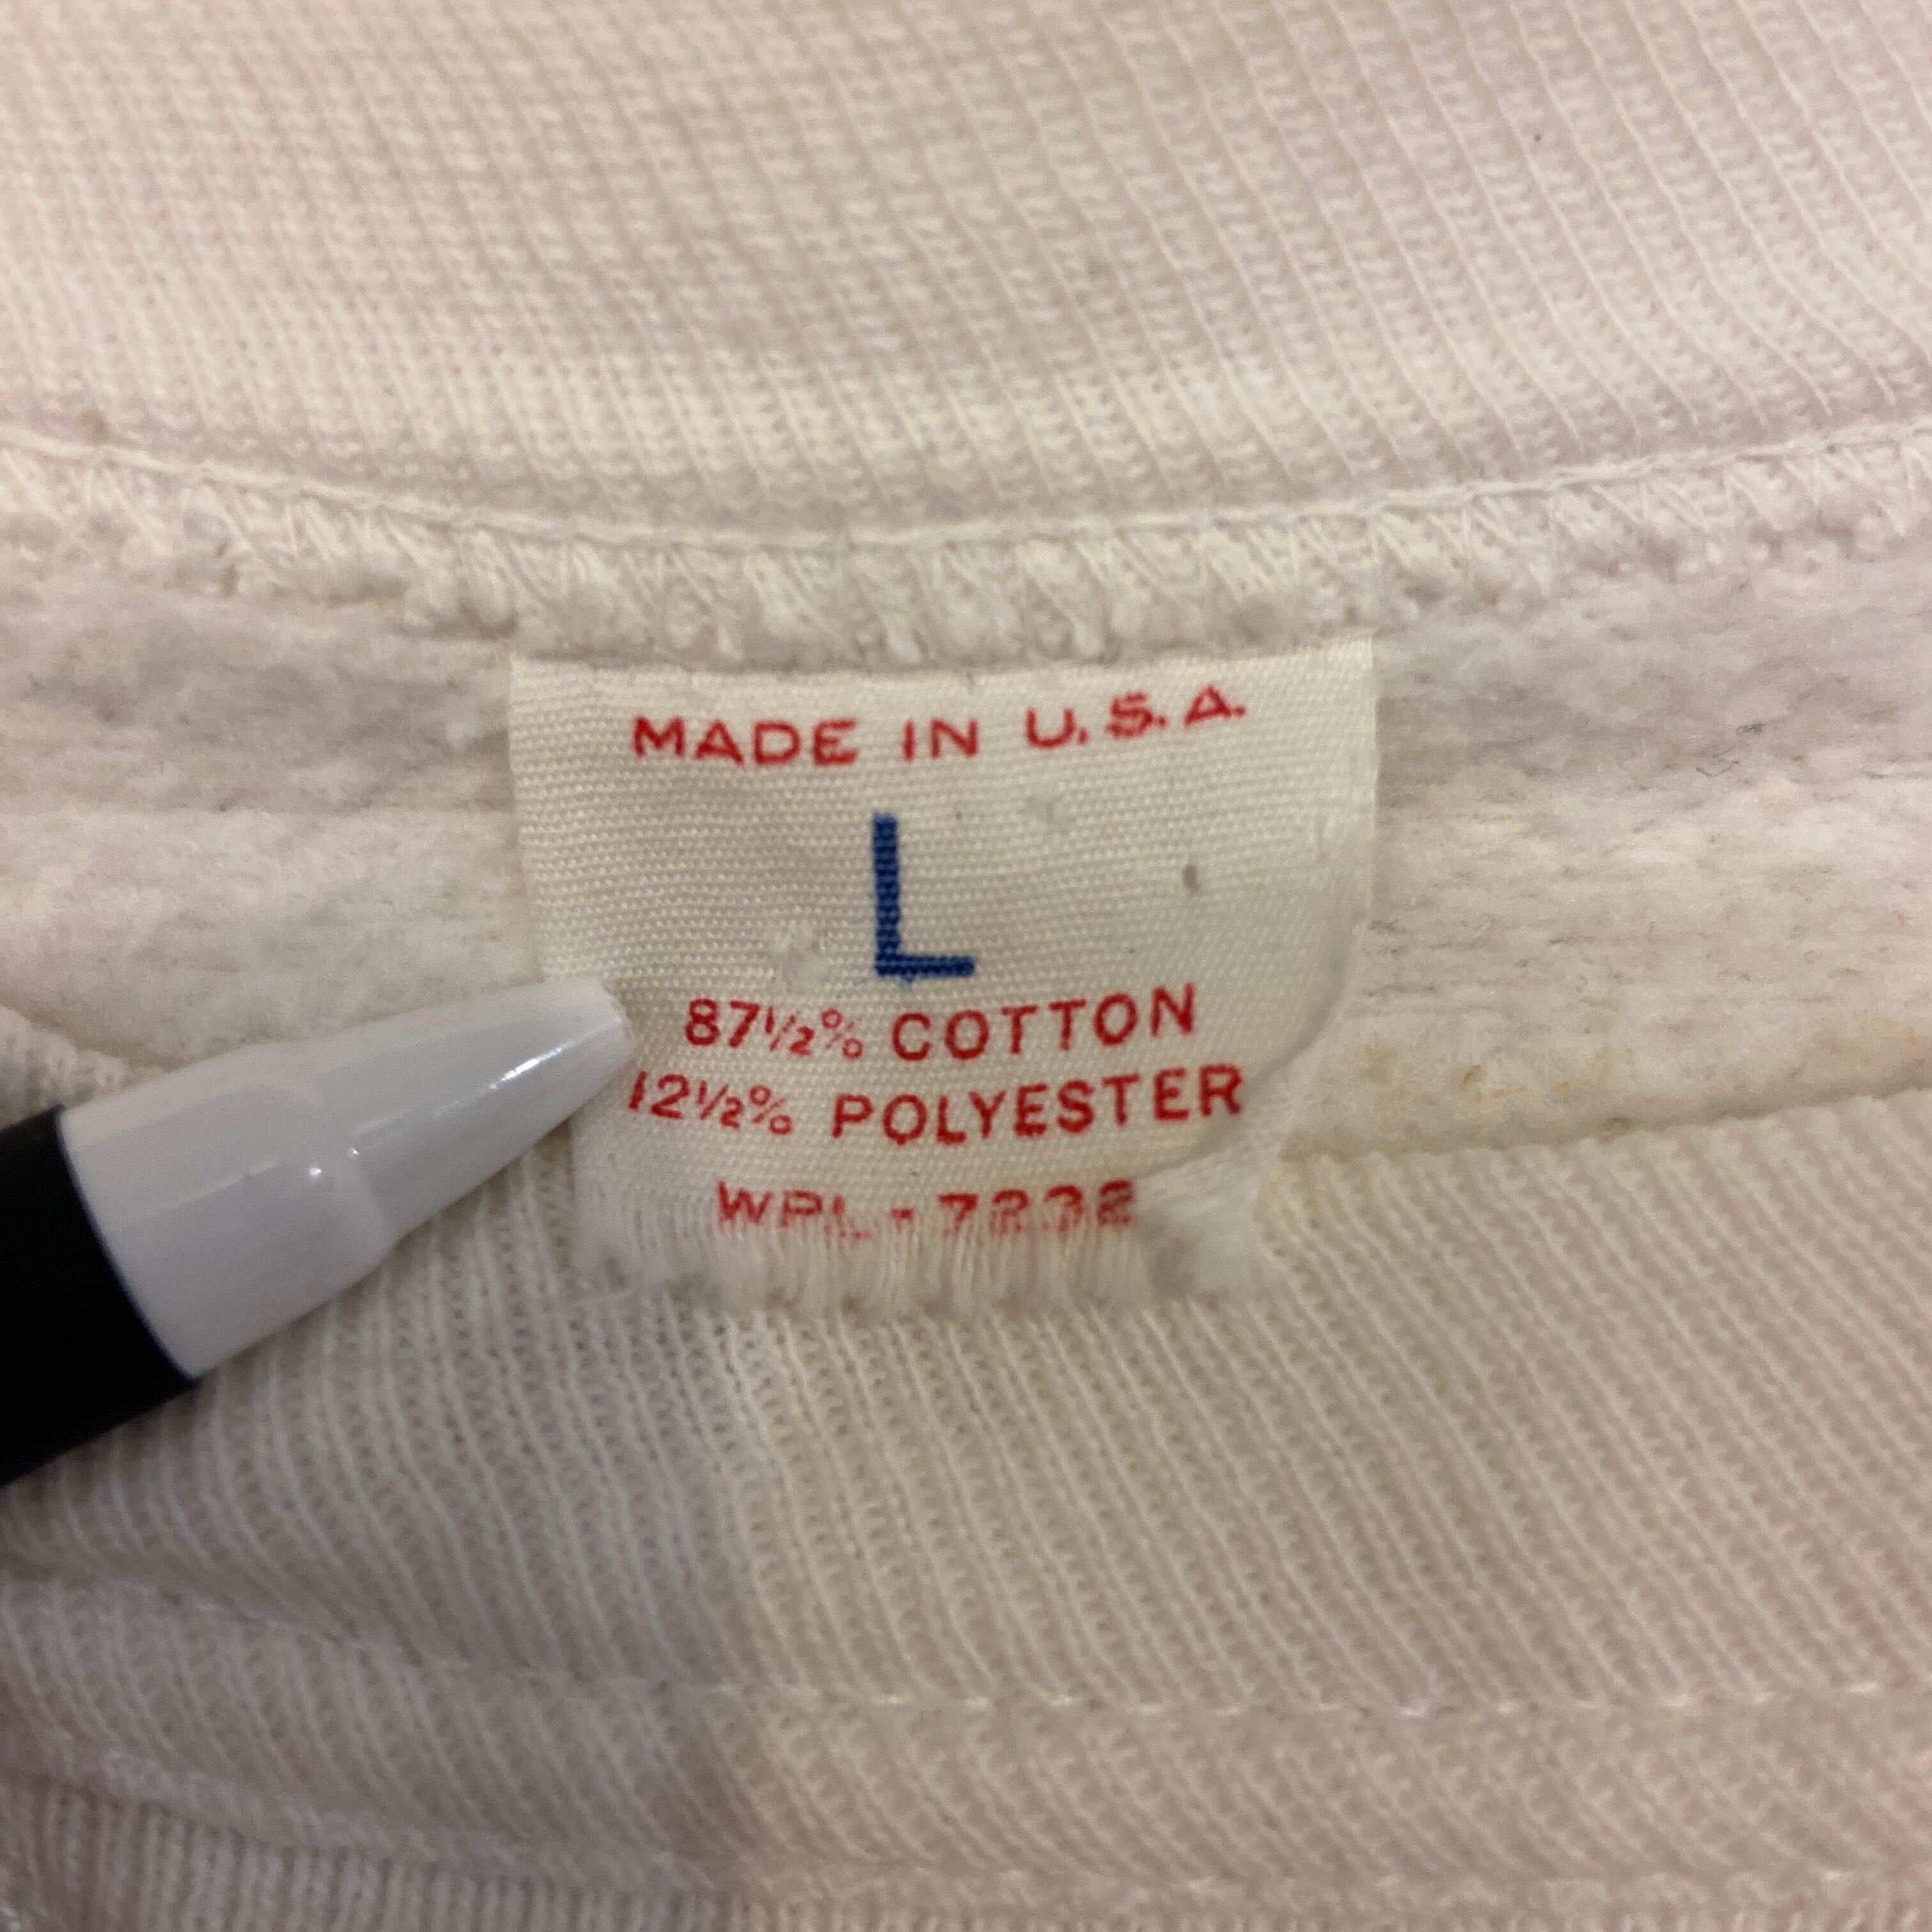 MADE IN U.S.A.
L
87½% COTTON
12½% POLYESTER
WPL - 7232